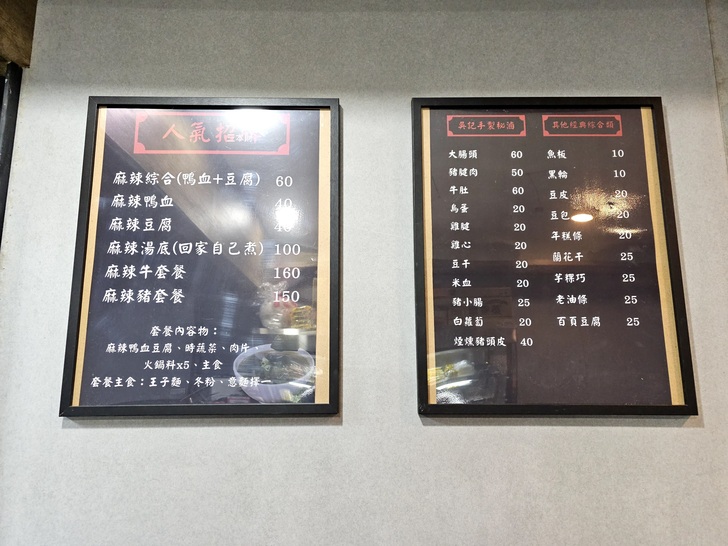 人氣招牌
麻辣綜合(鴨血+豆腐) 60
麻辣鴨血 40
麻辣豆腐 40
麻辣湯底(回家自己煮) 100
麻辣牛套餐 160
麻辣豬套餐 150
套餐內容物：
麻辣鴨血豆腐、時蔬菜、肉片、
火鍋料x5、主食
套餐主食：王子麵、冬粉、意麵擇一
吳記手製秘滷
大腸頭 60
豬腱肉 50
牛肚 60
鳥蛋 20
雞腱 20
雞心 20
豆干 20
米血 20
豬小腸 25
白蘿蔔 20
煙燻豬頭皮 40
其他經典綜合類
魚板 10
黑輪 10
豆皮 20
豆包 20
年糕條 20
蘭花干 25
芋粿巧 25
老油條 25
百頁豆腐 25